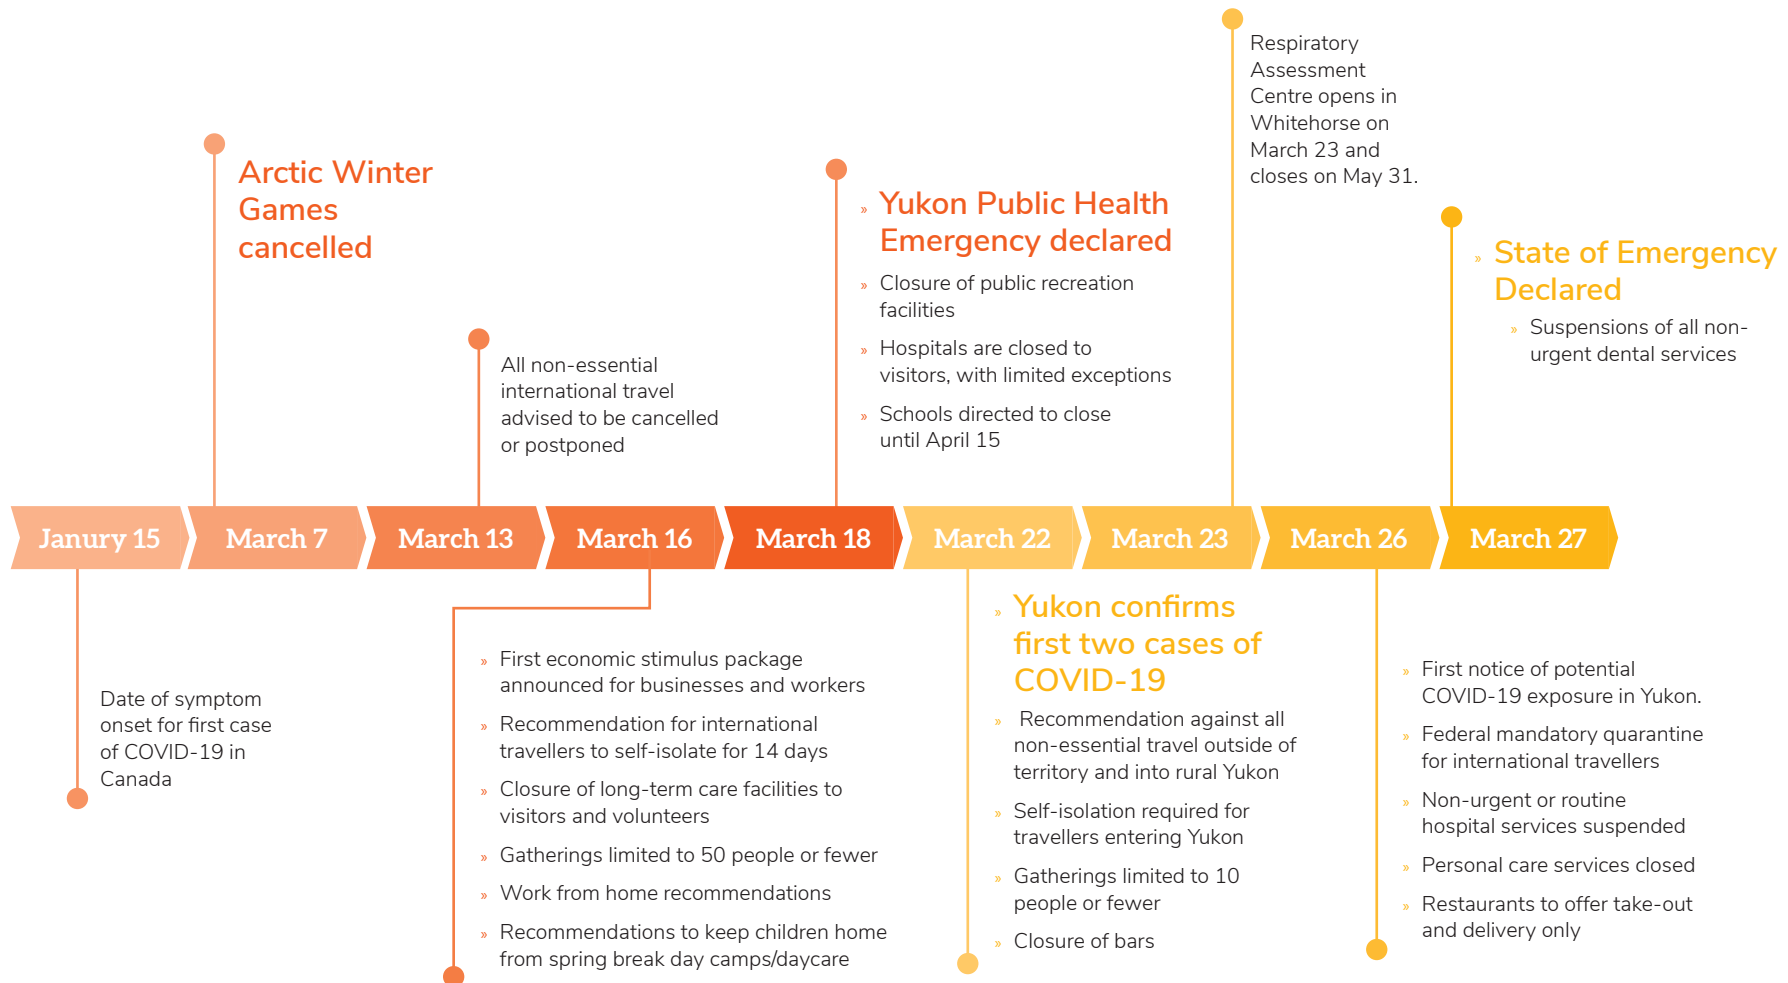 Respiratory
Assessment
Centre opens in
Whitehorse on
March 23 and
closes on May 31.
Arctic Winter
Games
cancelled
» Yukon Public Health
Emergency declared
» Closure of public recreation
facilities
» Hospitals are closed to
visitors, with limited exceptions
» Schools directed to close
until April 15
» State of Emergency
Declared
» Suspensions of all non-
urgent dental services
All non-essential
international travel
advised to be cancelled
or postponed
Janury 15
March 7
March 13
March 16
March 18
March 22
March 23
March 26
March 27
Date of symptom
onset for first case
of COVID-19 in
Canada
» First economic stimulus package
announced for businesses and workers
» Recommendation for international
travellers to self-isolate for 14 days
» Closure of long-term care facilities to
visitors and volunteers
» Gatherings limited to 50 people or fewer
» Work from home recommendations
» Recommendations to keep children home
from spring break day camps/daycare
» Yukon confirms
first two cases of
COVID-19
» Recommendation against all
non-essential travel outside of
territory and into rural Yukon
» Self-isolation required for
travellers entering Yukon
» Gatherings limited to 10
people or fewer
» Closure of bars
» First notice of potential
COVID-19 exposure in Yukon.
» Federal mandatory quarantine
for international travellers
» Non-urgent or routine
hospital services suspended
» Personal care services closed
» Restaurants to offer take-out
and delivery only